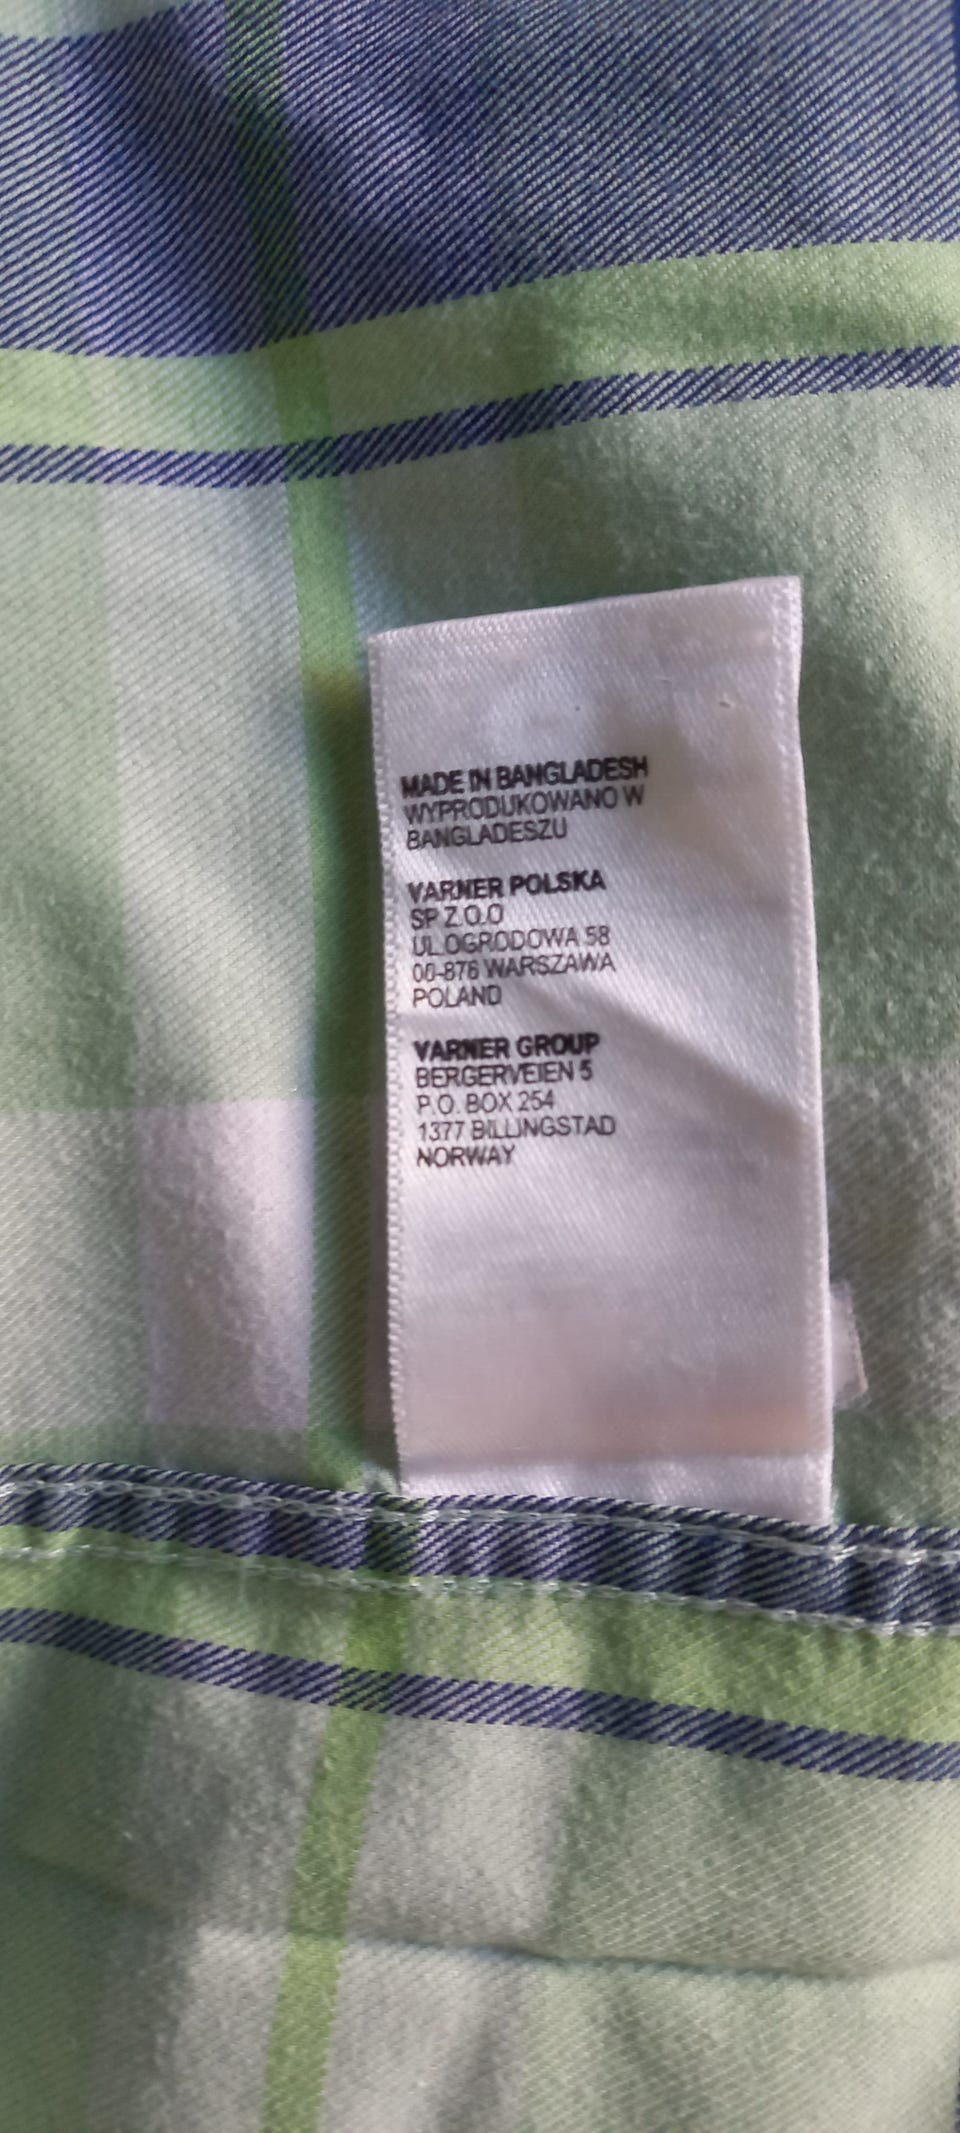 MADE IN BANGLADESH
WYPRODUKOWANO W
BANGLADESZU
VARNER POLSKA
SP Z.O.O
UL.OGRODOWA 58
00-876 WARSZAWA
POLAND
VARNER GROUP
BERGERVEIEN 5
P.O. BOX 254
1377 BILLINGSTAD
NORWAY